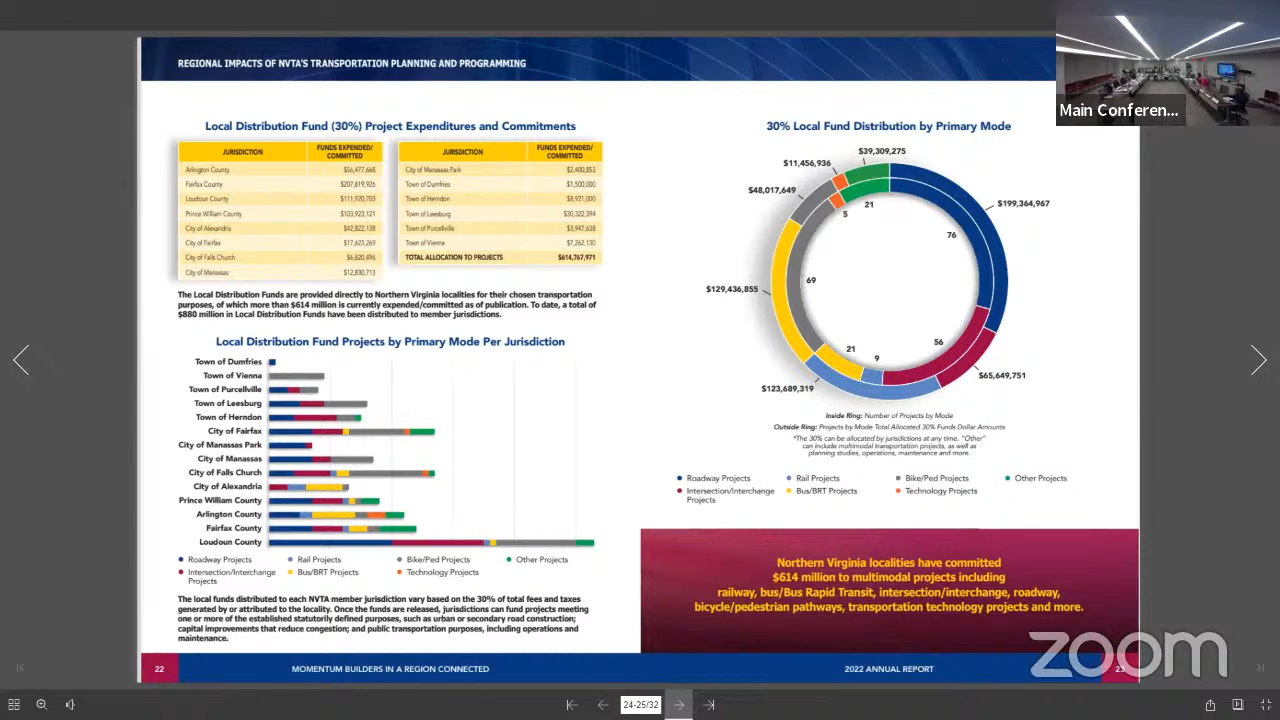 REGIONAL IMPACTS OF NVTA'S TRANSPORTATION PLANNING AND PROGRAMMING
Main Conferen...
Local Distribution Fund (30%) Project Expenditures and Commitments
JURISDICTION FUNDS EXPENDED/
COMMITTED
Arlington County $56,477,668
Fairfax County $207,819,926
Loudoun County $111,920,703
Prince William County $103,923,121
City of Alexandria $42,822,138
City of Fairfax $17,623,269
City of Falls Church $6,820,496
City of Manassas $12,830,713
JURISDICTION FUNDS EXPENDED/
COMMITTED
City of Manassas Park $2,400,853
Town of Dumfries $1,500,000
Town of Herndon $8,921,000
Town of Leesburg $30,322,394
Town of Purcellville $3,947,638
Town of Vienna $7,262,130
TOTAL ALLOCATION TO PROJECTS $614,767,971
The Local Distribution Funds are provided directly to Northern Virginia localities for their chosen transportation
purposes, of which more than $614 million is currently expended/committed as of publication. To date, a total of
$880 million in Local Distribution Funds have been distributed to member jurisdictions.
Local Distribution Fund Projects by Primary Mode Per Jurisdiction
Town of Dumfries
Town of Vienna
Town of Purcellville
Town of Leesburg
Town of Herndon
City of Fairfax
City of Manassas Park
City of Manassas
City of Falls Church
City of Alexandria
Prince William County
Arlington County
Fairfax County
Loudoun County
Roadway Projects Rail Projects Bike/Ped Projects Other Projects
Intersection/Interchange Bus/BRT Projects Technology Projects
Projects
The local funds distributed to each NVTA member jurisdiction vary based on the 30% of total fees and taxes
generated by or attributed to the locality. Once the funds are released, jurisdictions can fund projects meeting
one or more of the established statutorily defined purposes, such as urban or secondary road construction;
capital improvements that reduce congestion; and public transportation purposes, including operations and
maintenance.
22 MOMENTUM BUILDERS IN A REGION CONNECTED
30% Local Fund Distribution by Primary Mode
$39,309,275
$11,456,936
$48,017,649
$199,364,967
21
5
76
69
$129,436,855
21
9
56
$65,649,751
$123,689,319
Inside Ring: Number of Projects by Mode
Outside Ring: Projects by Mode Total Allocated 30% Funds Dollar Amounts
*The 30% can be allocated by jurisdictions at any time. "Other"
can include multimodal transportation projects, as well as
planning studies, operations, maintenance and more.
Roadway Projects Rail Projects Bike/Ped Projects Other Projects
Intersection/Interchange Bus/BRT Projects Technology Projects
Projects
Northern Virginia localities have committed
$614 million to multimodal projects including
railway, bus/Bus Rapid Transit, intersection/interchange, roadway,
bicycle/pedestrian pathways, transportation technology projects and more.
2022 ANNUAL REPORT 23
zoom
24-25/32